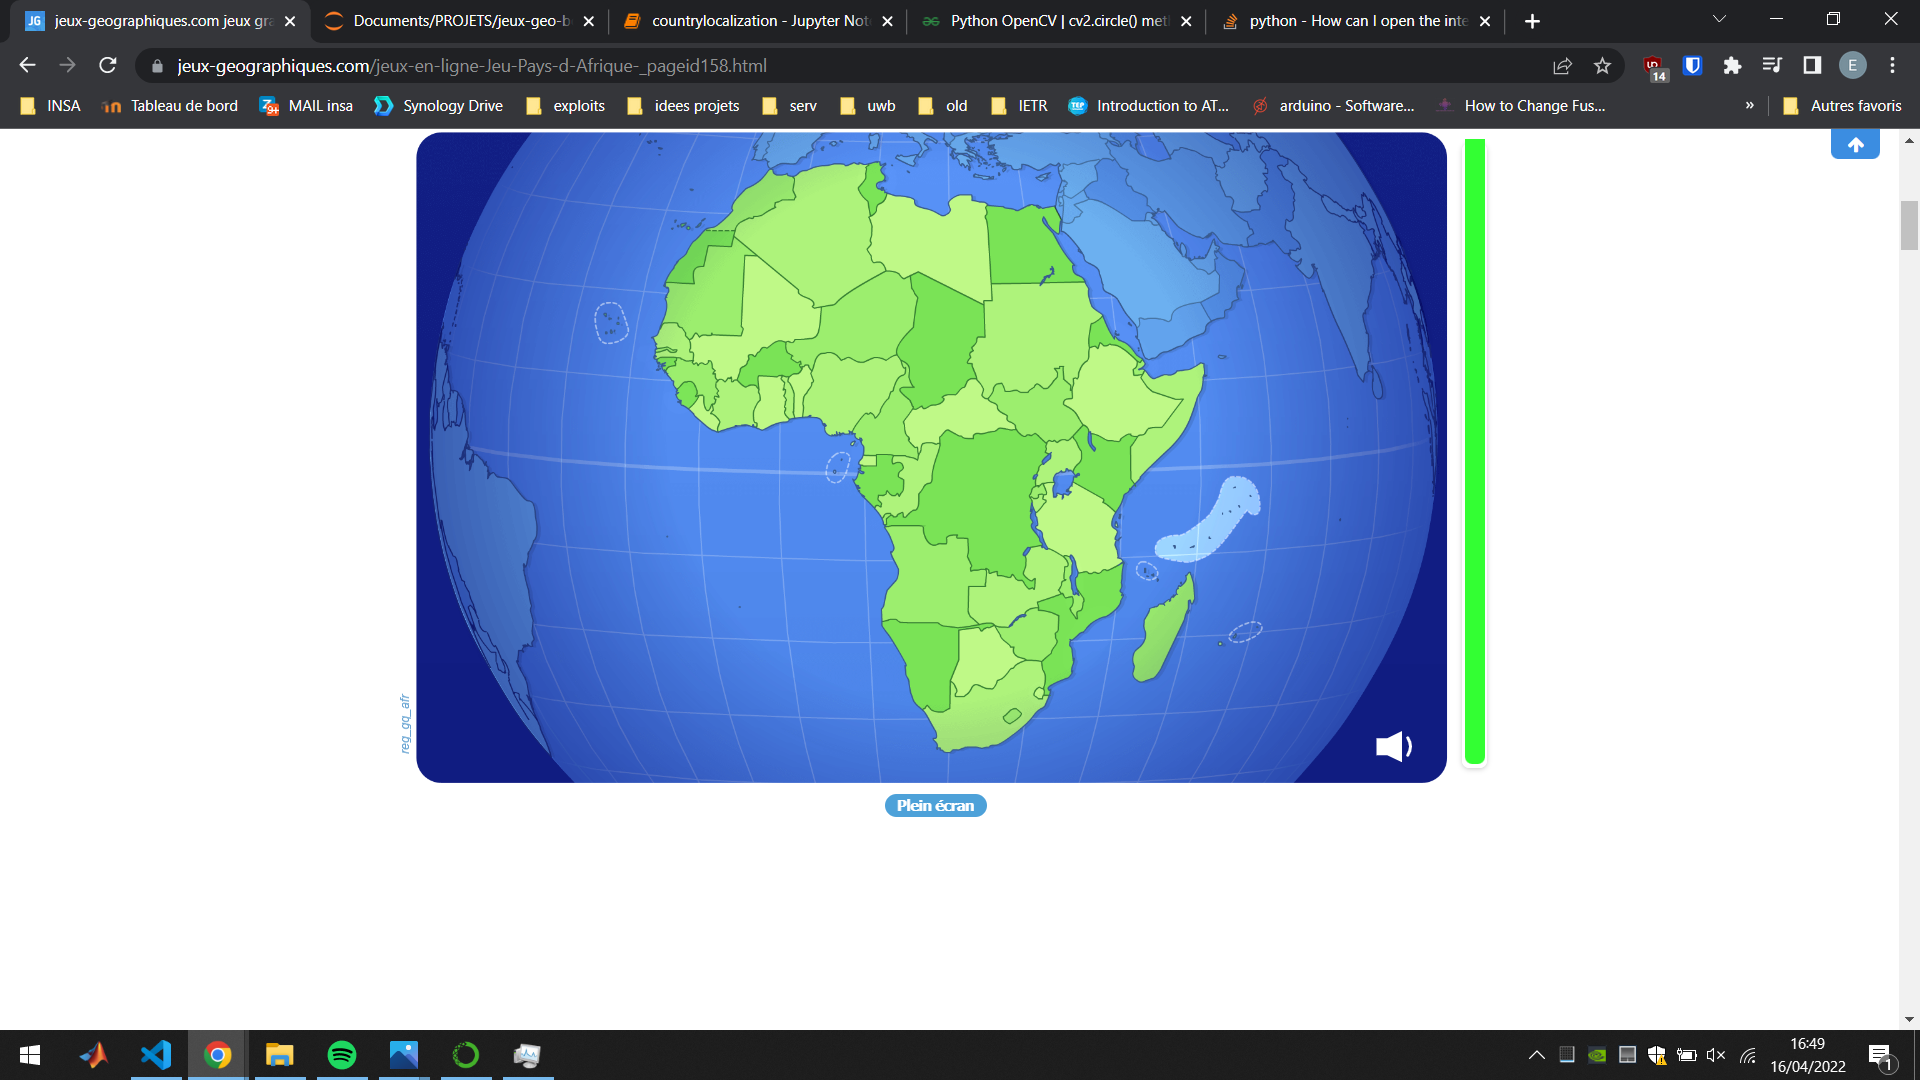 jeux-geographiques.com jeux gra
Documents/PROJETS/jeux-geo-b
countrylocalization - Jupyter Not
Python OpenCV | cv2.circle() met
python - How can I open the inte
jeux-geographiques.com/jeux-en-ligne-Jeu-Pays-d-Afrique-_pageid158.html
14
E
INSA
Tableau de bord
MAIL insa
Synology Drive
exploits
idees projets
serv
uwb
old
IETR
Introduction to AT...
arduino - Software...
How to Change Fus...
»
Autres favoris
reg_gq_afr
Plein écran
16:49
16/04/2022
1